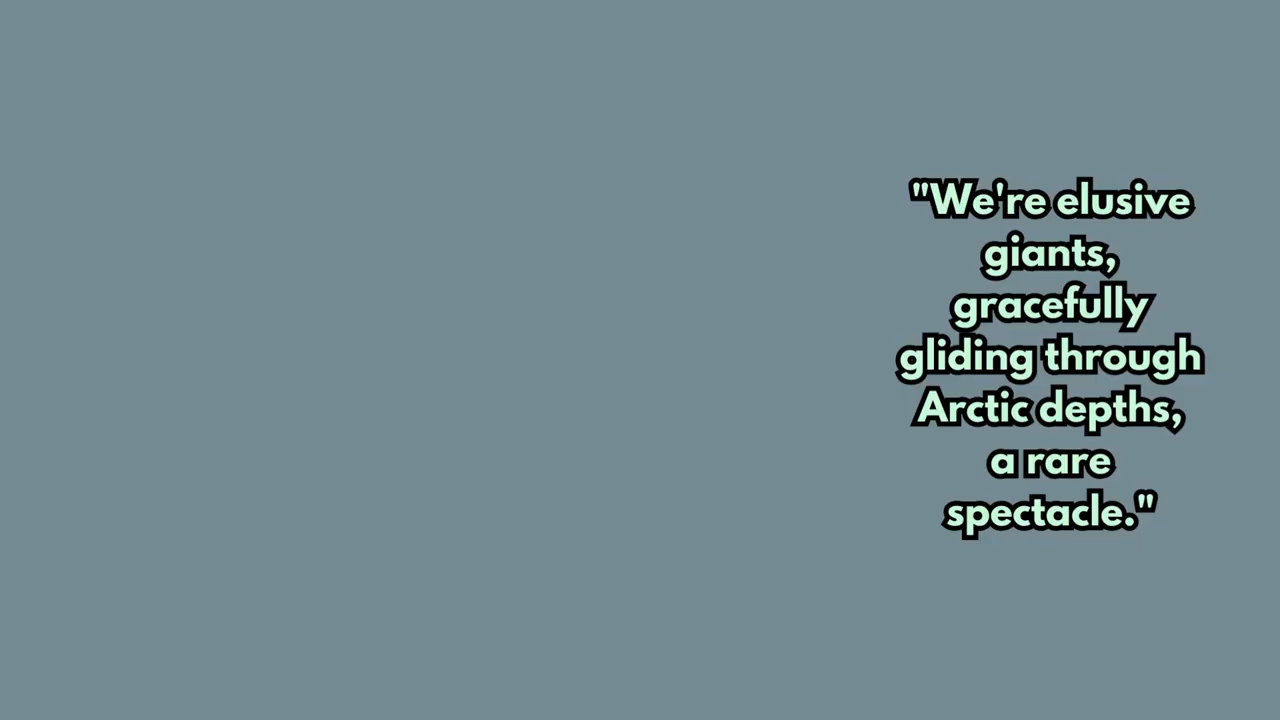 "We're elusive
giants,
gracefully
gliding through
Arctic depths,
a rare
spectacle."